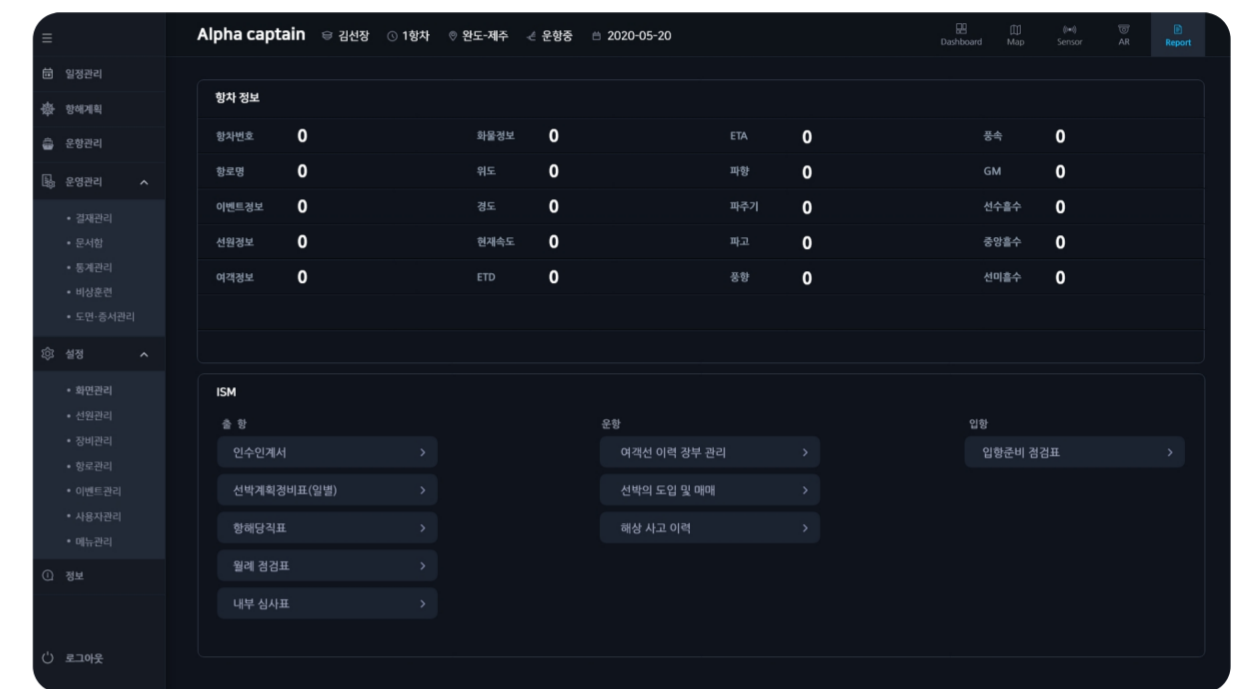 Alpha captain 김선장 1항차 완도-제주 운항중 2020-05-20
Dashboard Map Sensor AR Report
일정관리
항해계획
운항관리
운영관리
결재관리
문서함
통계관리
비상훈련
도면·증서관리
설정
화면관리
선원관리
장비관리
항로관리
이벤트관리
사용자관리
메뉴관리
정보
로그아웃
항차 정보
항차번호 0 화물정보 0 ETA 0 풍속 0
항로명 0 위도 0 파향 0 GM 0
이벤트정보 0 경도 0 파주기 0 선수흘수 0
선원정보 0 현재속도 0 파고 0 중앙흘수 0
여객정보 0 ETD 0 풍향 0 선미흘수 0
ISM
출 항 운항 입항
인수인계서 여객선 이력 장부 관리 입항준비 점검표
선박계획정비표(일별) 선박의 도입 및 매매
항해당직표 해상 사고 이력
월례 점검표
내부 심사표